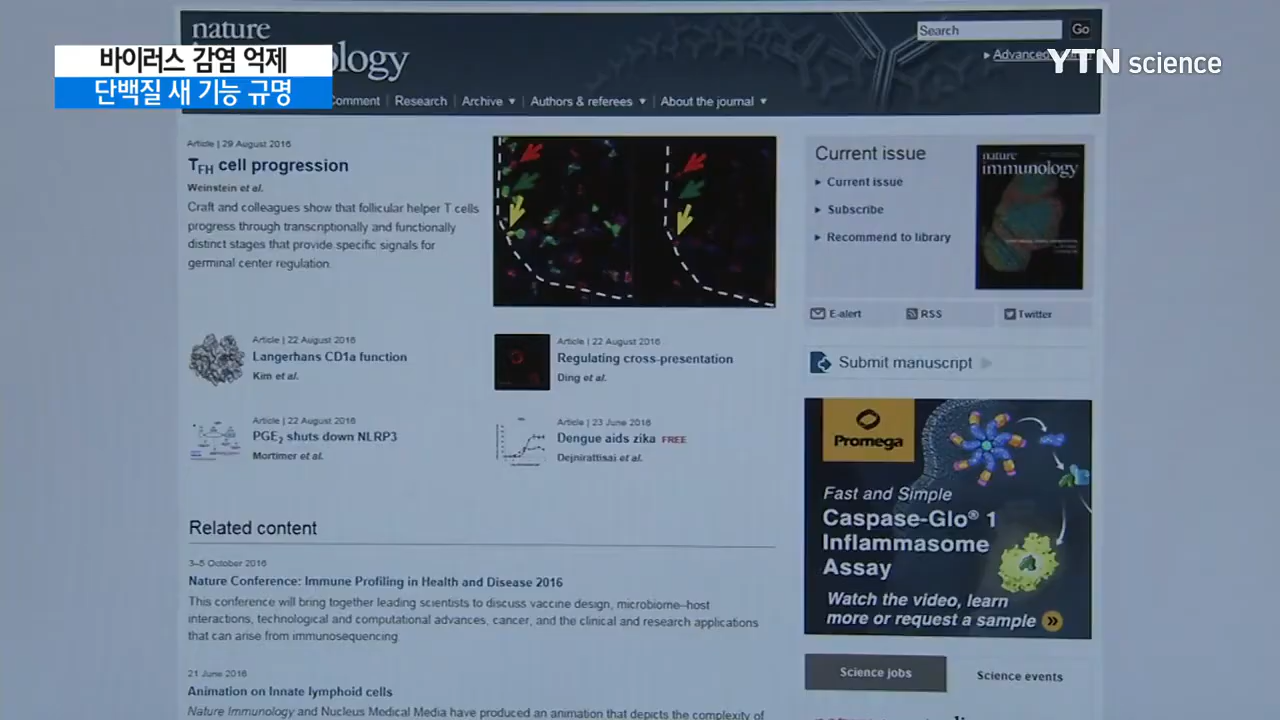 바이러스 감염 억제
단백질 새 기능 규명
YTN science
nature
Search
Go
Advanced
Comment
Research
Archive
Authors & referees
About the journal
Article | 29 August 2016
TFH cell progression
Weinstein et al.
Craft and colleagues show that follicular helper T cells
progress through transcriptionally and functionally
distinct stages that provide specific signals for
germinal center regulation.
Article | 22 August 2016
Langerhans CD1a function
Kim et al.
Article | 22 August 2016
Regulating cross-presentation
Ding et al.
Article | 22 August 2016
PGE2 shuts down NLRP3
Mortimer et al.
Article | 23 June 2016
Dengue aids zika FREE
Dejnirattisai et al.
Related content
3–5 October 2016
Nature Conference: Immune Profiling in Health and Disease 2016
This conference will bring together leading scientists to discuss vaccine design, microbiome–host
interactions, technological and computational advances, cancer, and the clinical and research applications
that can arise from immunosequencing
21 June 2016
Animation on Innate lymphoid cells
Nature Immunology and Nucleus Medical Media have produced an animation that depicts the complexity of
Current issue
Current issue
Subscribe
Recommend to library
nature
immunology
E-alert
RSS
Twitter
Submit manuscript
Promega
Fast and Simple
Caspase-Glo® 1
Inflammasome
Assay
Watch the video, learn
more or request a sample
Science jobs
Science events